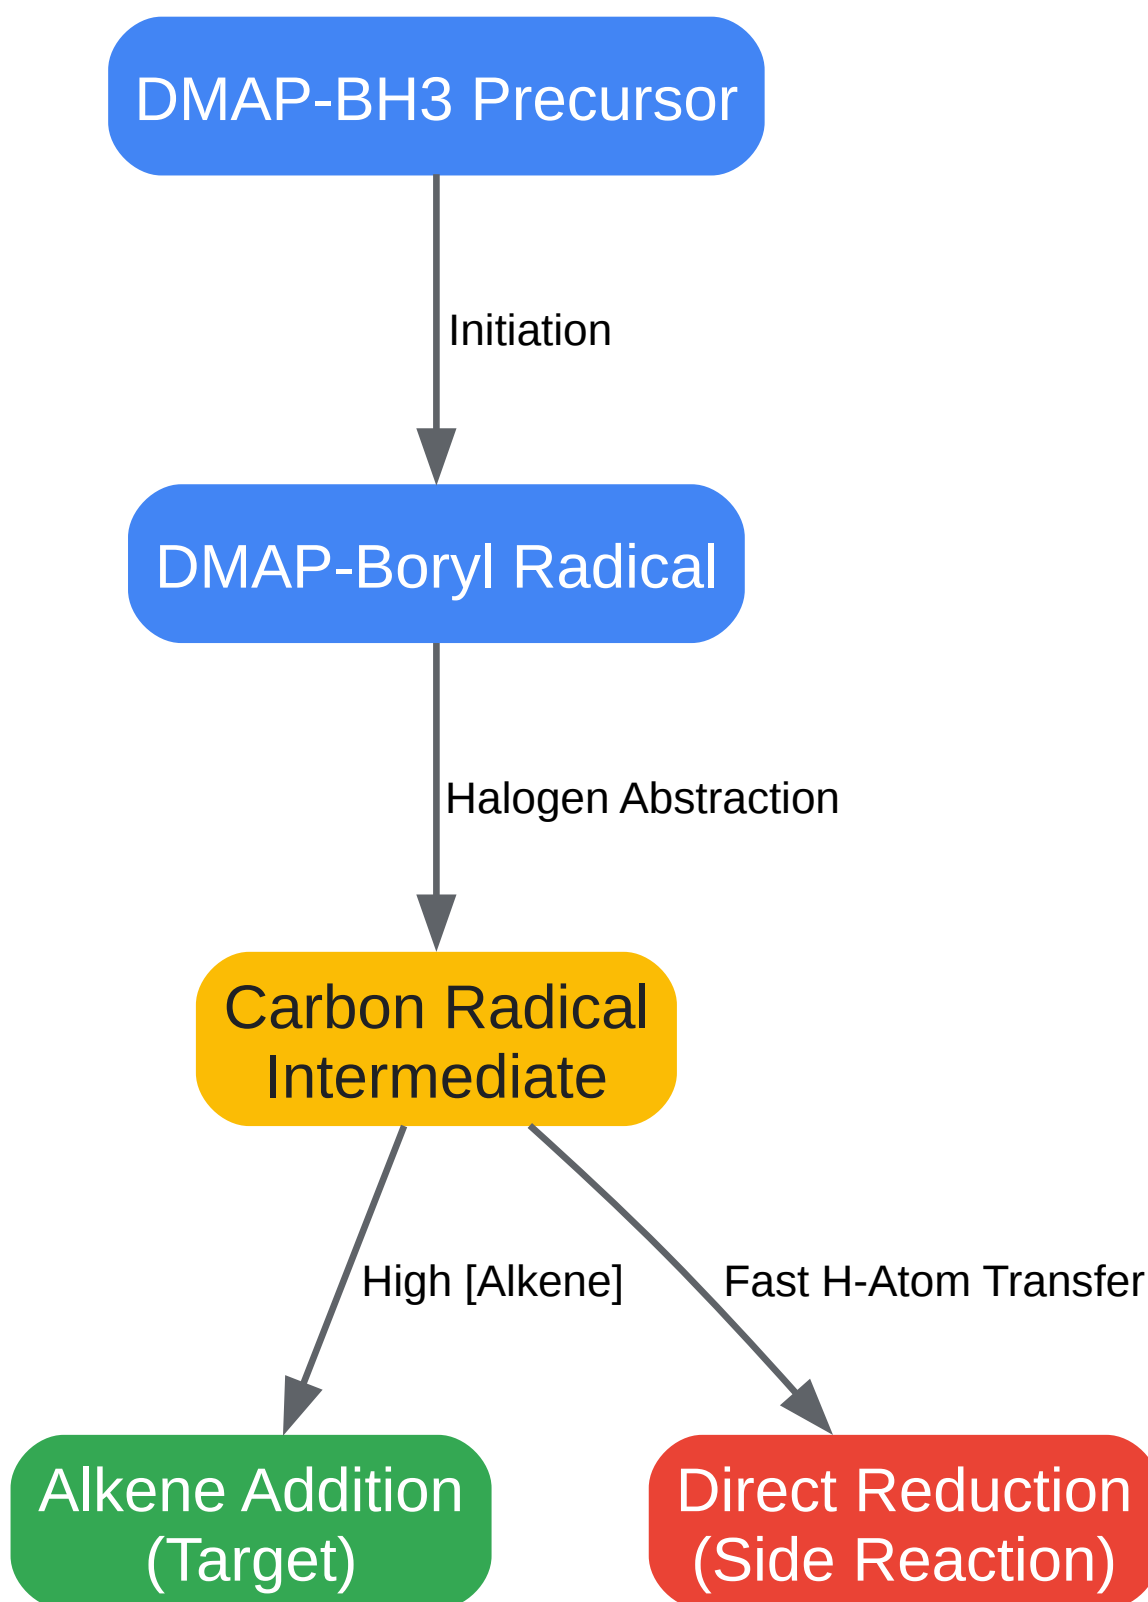 DMAP-BH3 Precursor
Initiation
DMAP-Boryl Radical
Halogen Abstraction
Carbon Radical
Intermediate
High [Alkene]
Fast H-Atom Transfer
Alkene Addition
(Target)
Direct Reduction
(Side Reaction)